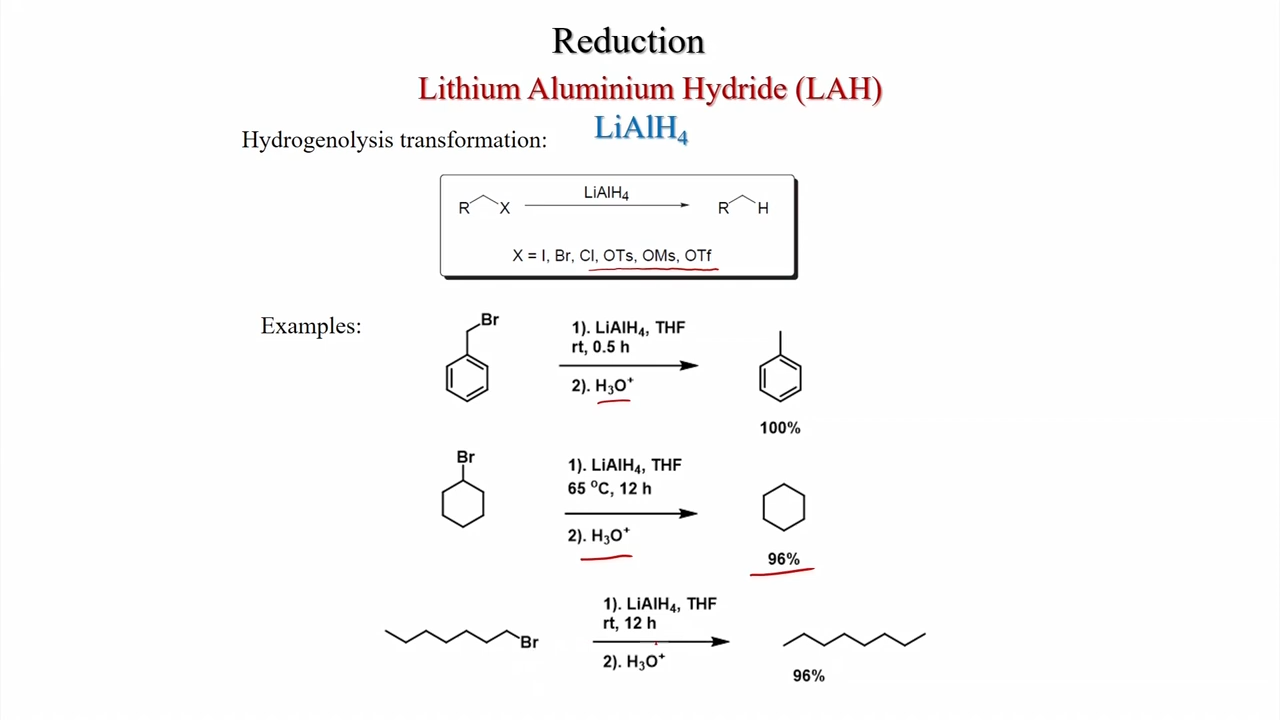 Reduction
Lithium Aluminium Hydride (LAH)
LiAlH₄
Hydrogenolysis transformation:
LiAlH₄
R X R H
X = I, Br, Cl, OTs, OMs, OTf
Examples:
Br
1). LiAlH₄, THF
rt, 0.5 h
2). H₃O⁺
100%
Br
1). LiAlH₄, THF
65 ⁰C, 12 h
2). H₃O⁺
96%
1). LiAlH₄, THF
rt, 12 h
Br
2). H₃O⁺
96%